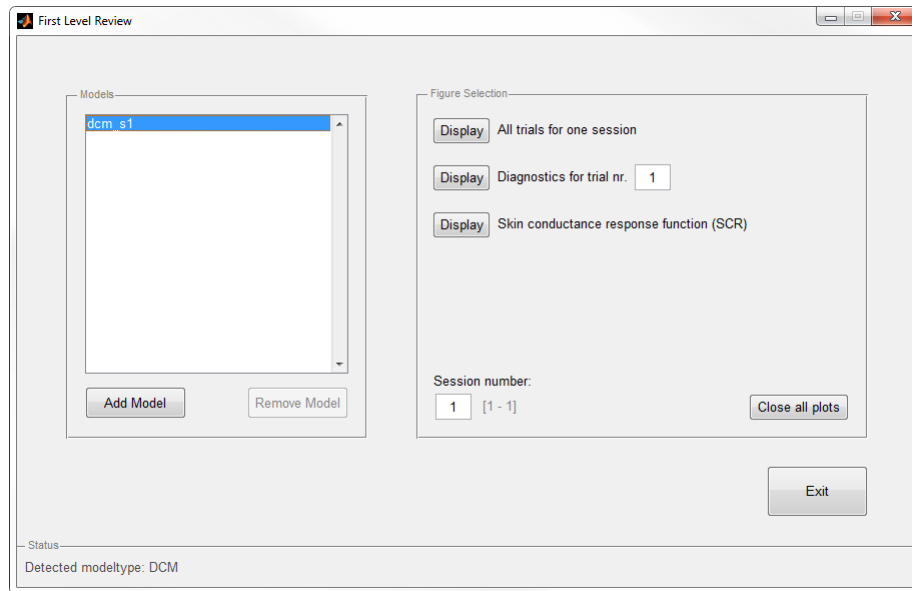 First Level Review
Models
dcm_s1
Add Model
Remove Model
Figure Selection
Display All trials for one session
Display Diagnostics for trial nr. 1
Display Skin conductance response function (SCR)
Session number:
1 [1 - 1]
Close all plots
Exit
Status
Detected modeltype: DCM